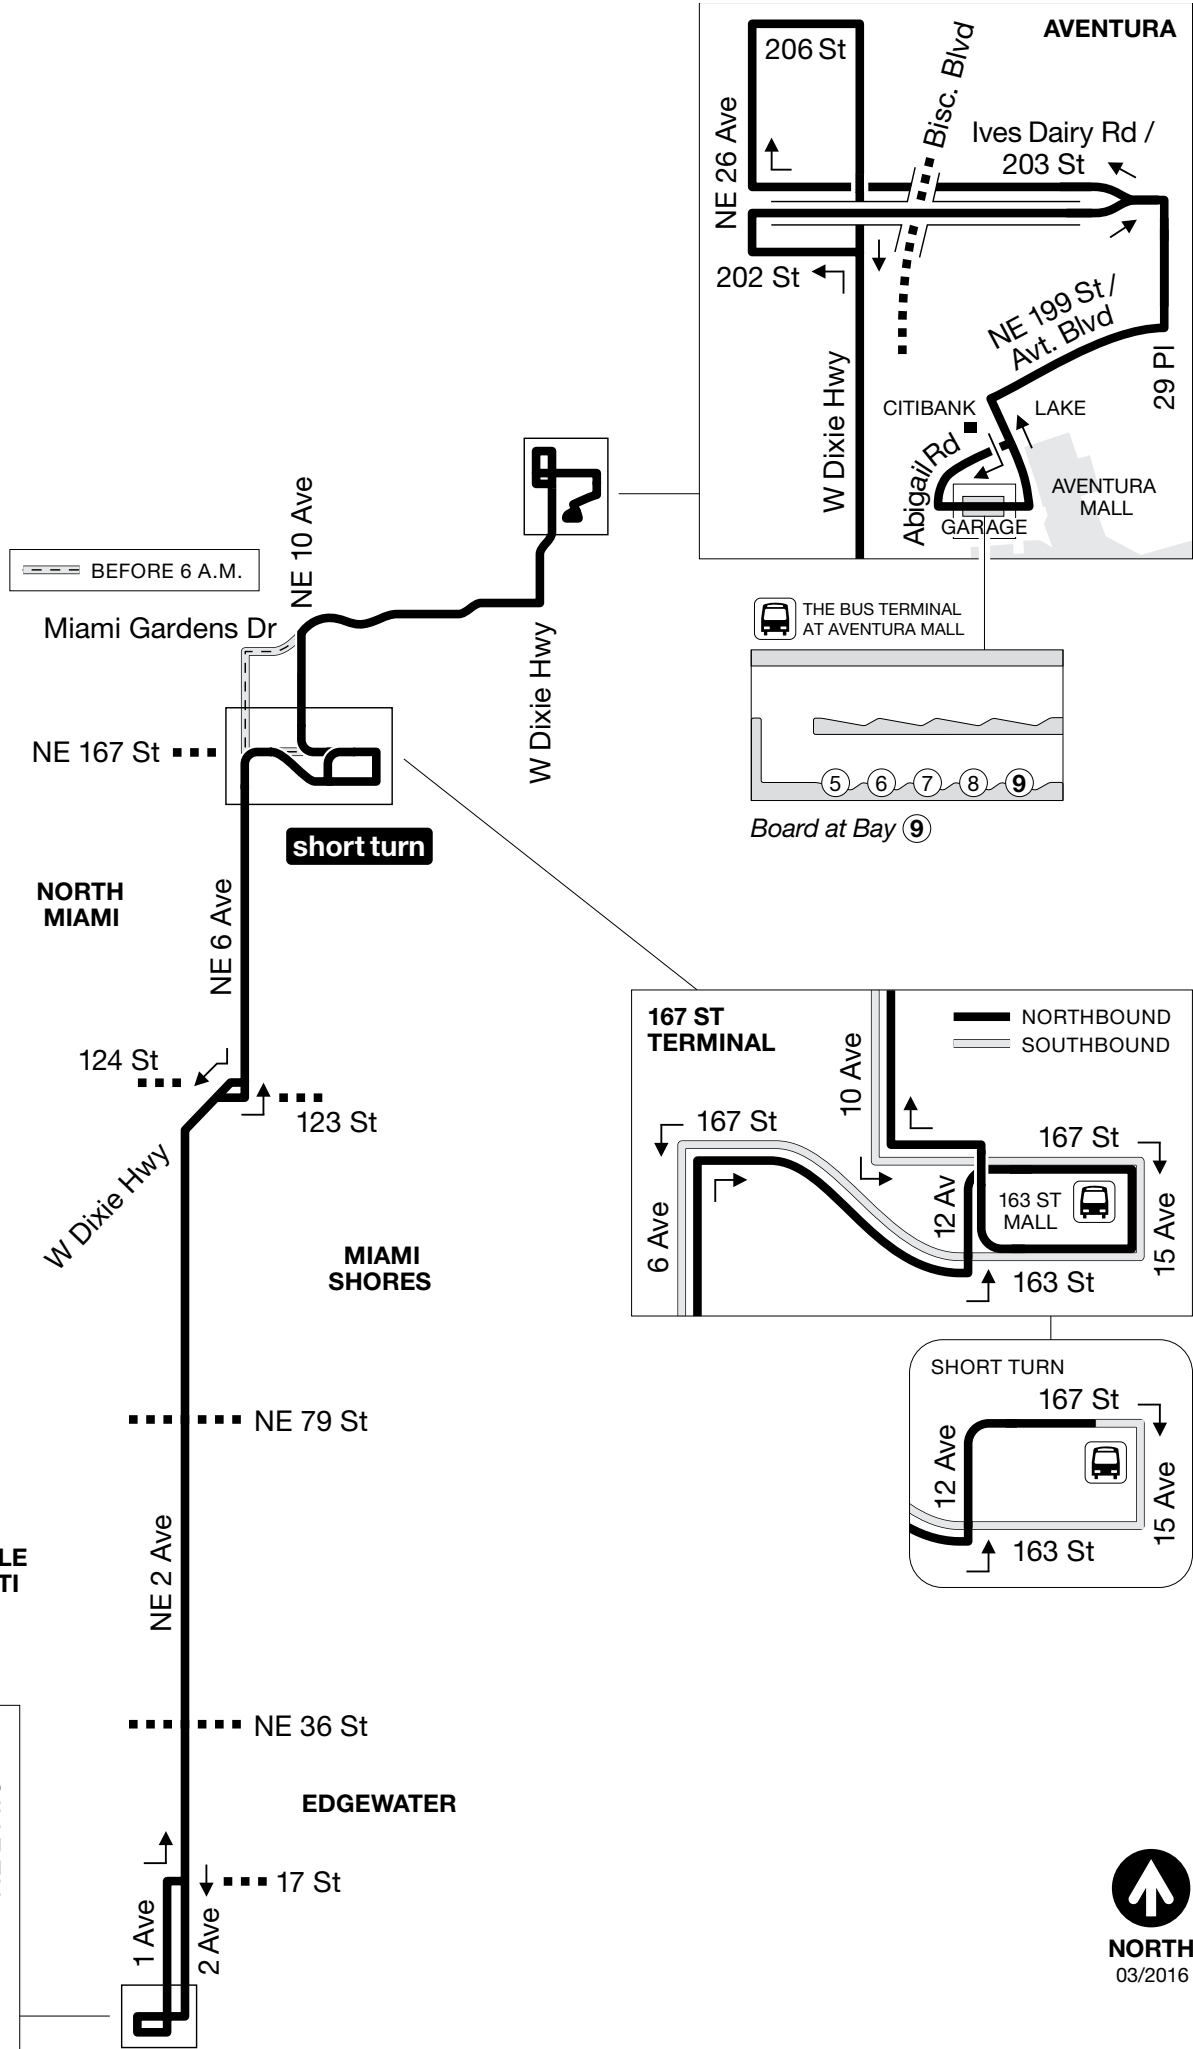 AVENTURA
206 St
Bisc. Blvd
NE 26 Ave
Ives Dairy Rd /
203 St
202 St
NE 199 St /
Avt. Blvd
29 Pl
W Dixie Hwy
CITIBANK
LAKE
Abigail Rd
AVENTURA
MALL
GARAGE
NE 10 Ave
BEFORE 6 A.M.
Miami Gardens Dr
W Dixie Hwy
THE BUS TERMINAL
AT AVENTURA MALL
5 6 7 8 9
Board at Bay 9
NE 167 St
short turn
NORTH
MIAMI
NE 6 Ave
124 St
123 St
W Dixie Hwy
167 ST
TERMINAL
NORTHBOUND
SOUTHBOUND
10 Ave
167 St
167 St
6 Ave
12 Av
163 ST
MALL
15 Ave
163 St
MIAMI
SHORES
SHORT TURN
167 St
12 Ave
15 Ave
163 St
NE 79 St
NE 2 Ave
LE
TI
NE 36 St
EDGEWATER
17 St
1 Ave
2 Ave
NORTH
03/2016